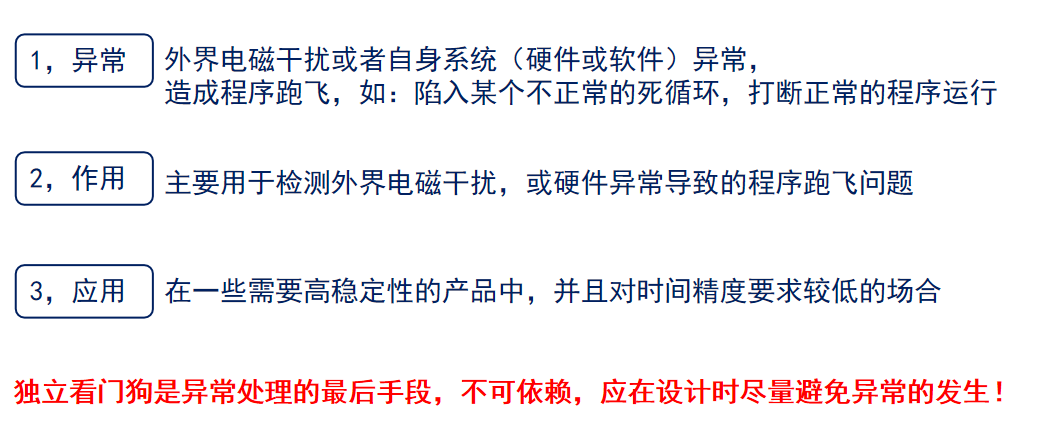 1，异常
外界电磁干扰或者自身系统（硬件或软件）异常，
造成程序跑飞，如：陷入某个不正常的死循环，打断正常的程序运行
2，作用
主要用于检测外界电磁干扰，或硬件异常导致的程序跑飞问题
3，应用
在一些需要高稳定性的产品中，并且对时间精度要求较低的场合
独立看门狗是异常处理的最后手段，不可依赖，应在设计时尽量避免异常的发生！